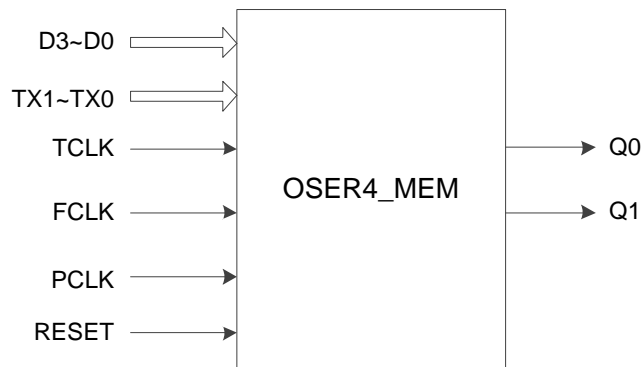 D3~D0
TX1~TX0
TCLK
Q0
OSER4_MEM
FCLK
Q1
PCLK
RESET